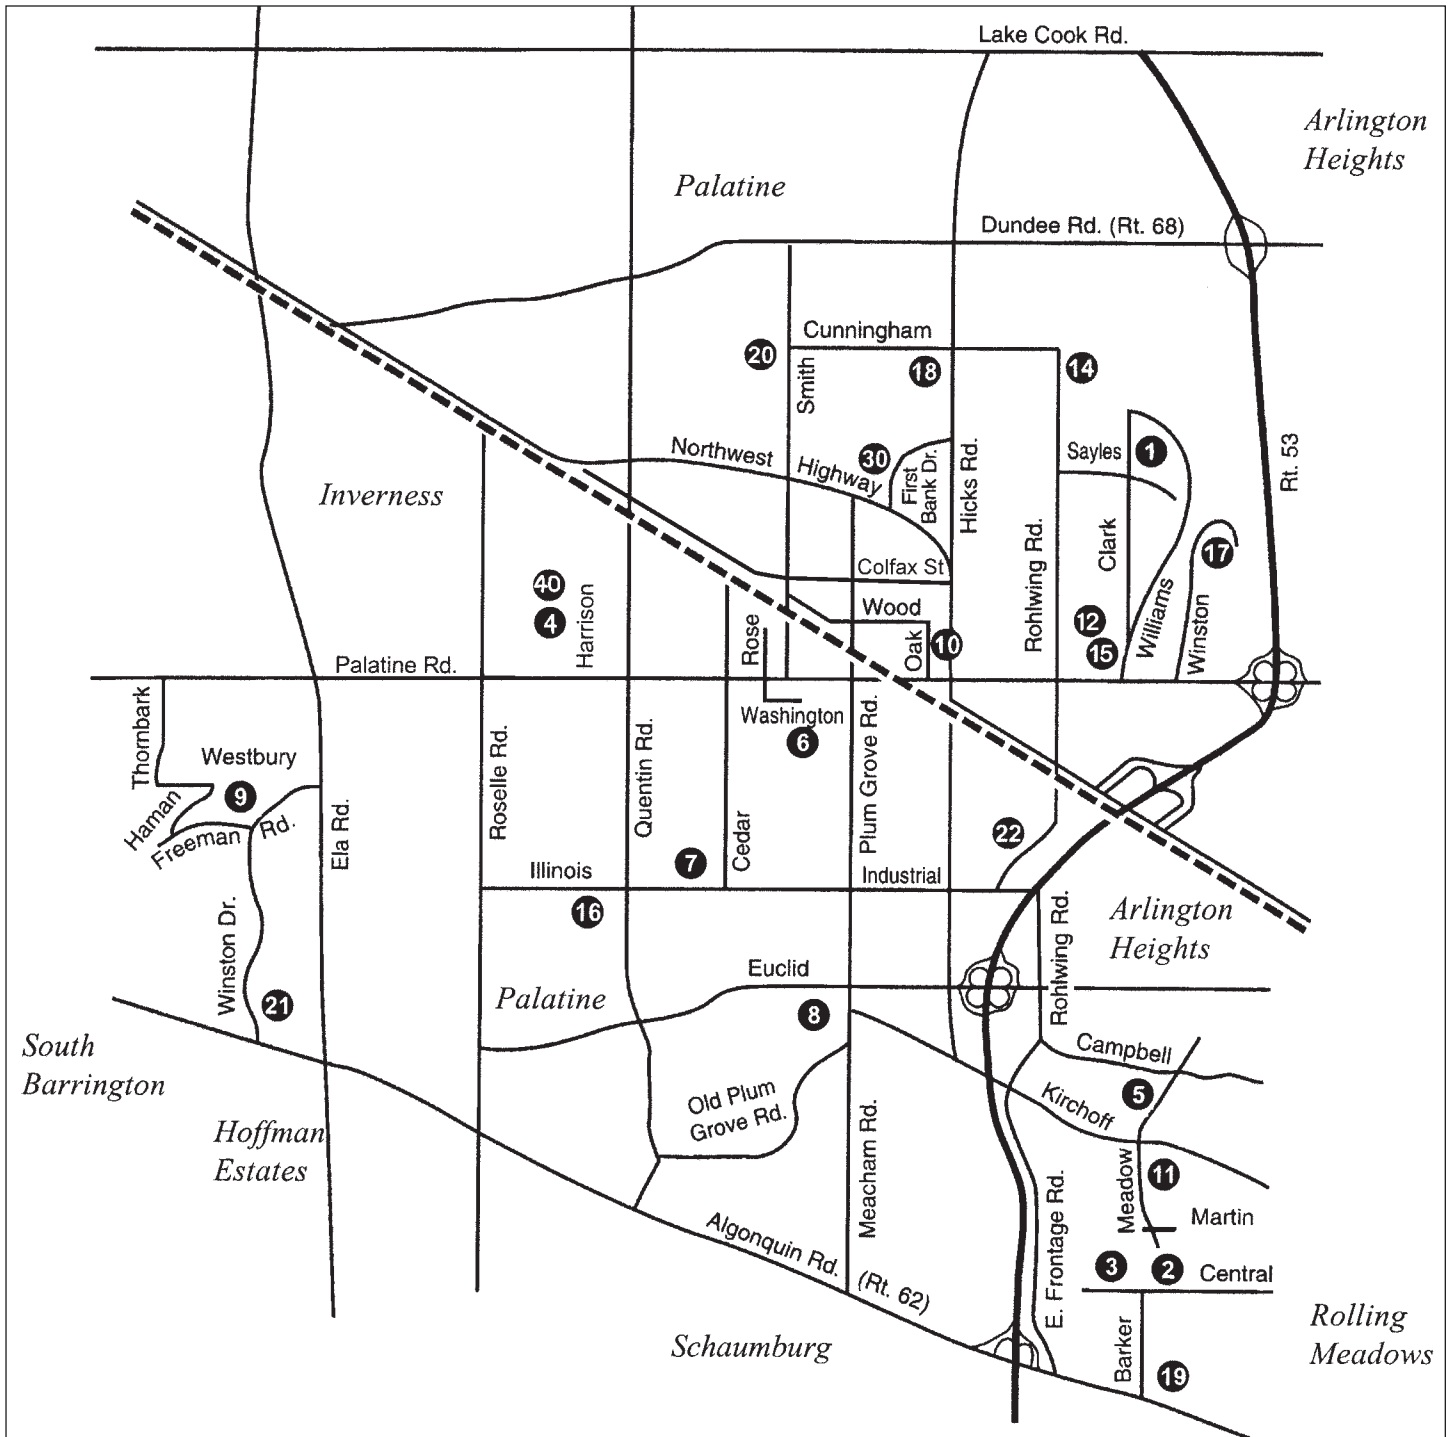 Lake Cook Rd.
Arlington
Heights
Palatine
Dundee Rd. (Rt. 68)
Cunningham
20
18
14
Smith
Northwest Highway
30
First
Bank Dr.
Hicks Rd.
Sayles
1
Rt. 53
Inverness
Rohlwing Rd.
Clark
17
Colfax St
40
4
Harrison
Wood
Rose
Oak
10
12
15
Williams
Winston
Palatine Rd.
Thornbark
Westbury
9
Haman
Freeman Rd.
Washington
6
Roselle Rd.
Quentin Rd.
Plum Grove Rd.
Ela Rd.
Cedar
22
7
Illinois
Industrial
16
Winston Dr.
21
Arlington
Heights
Rohlwing Rd.
Euclid
Palatine
8
South
Barrington
Campbell
5
Kirchoff
Old Plum
Grove Rd.
Hoffman
Estates
Meacham Rd.
E. Frontage Rd.
Meadow
11
Martin
Algonquin Rd. (Rt. 62)
3
2
Central
Barker
19
Schaumburg
Rolling
Meadows